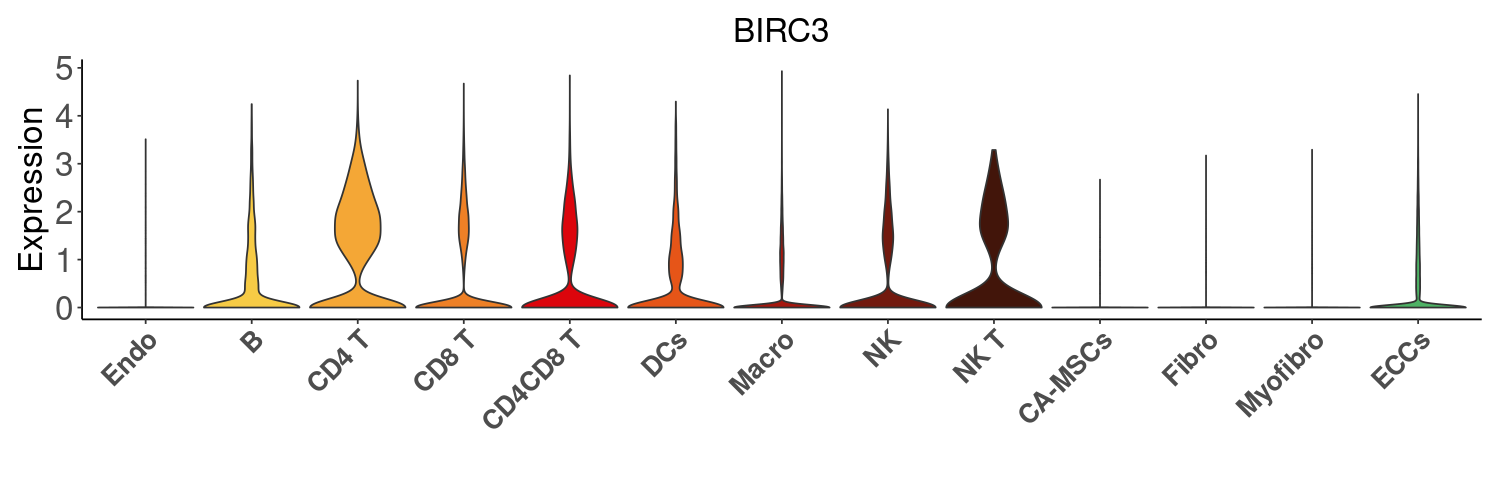 BIRC3
Expression
5
4
3
2
1
0
Endo
B
CD4 T
CD8 T
CD4CD8 T
DCs
Macro
NK
NK T
CA-MSCs
Fibro
Myofibro
ECCs